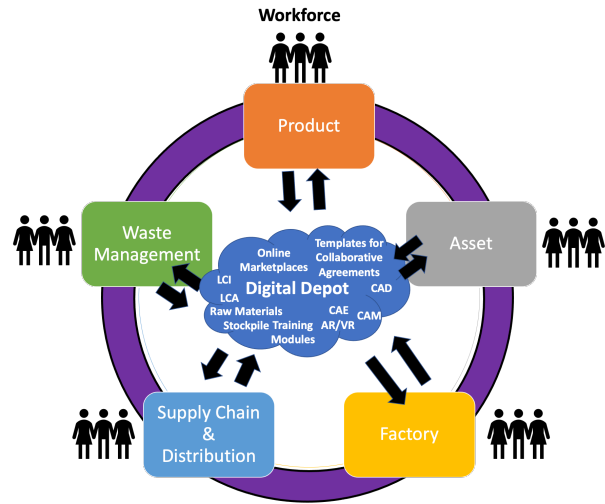 Workforce
Product
Waste
Management
Asset
Online
Marketplaces
Templates for
Collaborative
Agreements
LCI
Digital Depot
CAD
LCA
Raw Materials
Stockpile
Training
Modules
CAE
AR/VR
CAM
Supply Chain
&
Distribution
Factory